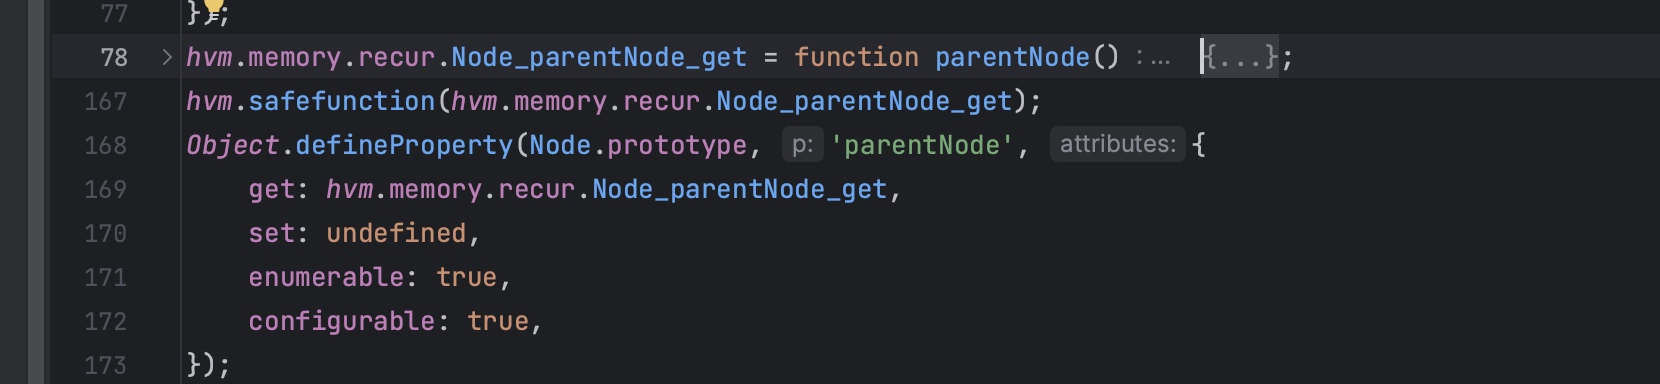 77 });
78 hvm.memory.recur.Node_parentNode_get = function parentNode() :... {...};
167 hvm.safefunction(hvm.memory.recur.Node_parentNode_get);
168 Object.defineProperty(Node.prototype, p: 'parentNode', attributes: {
169 get: hvm.memory.recur.Node_parentNode_get,
170 set: undefined,
171 enumerable: true,
172 configurable: true,
173 });